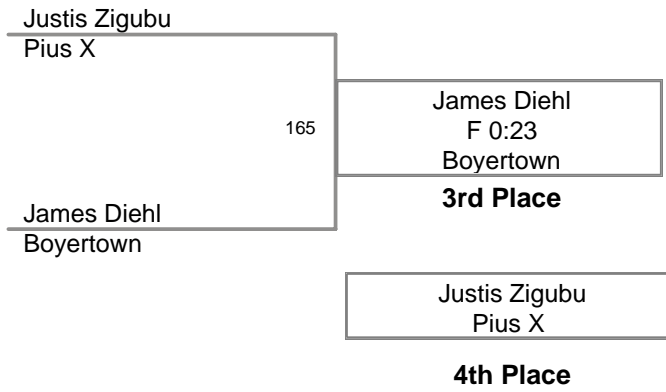 Justis Zigubu
Pius X
165
James Diehl
F 0:23
Boyertown
3rd Place
James Diehl
Boyertown
Justis Zigubu
Pius X
4th Place